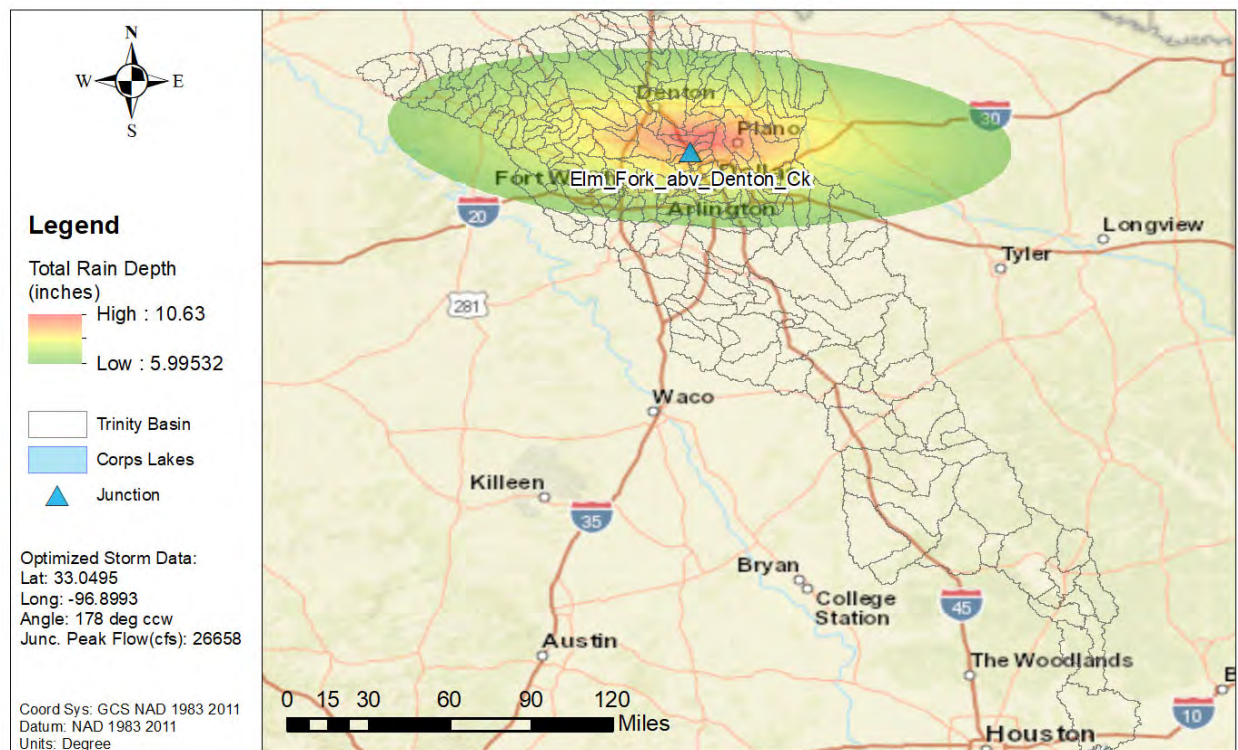 N
W
E
S
Legend
Total Rain Depth
(inches)
High : 10.63
Low : 5.99532
Trinity Basin
Corps Lakes
Junction
Optimized Storm Data:
Lat: 33.0495
Long: -96.8993
Angle: 178 deg ccw
Junc. Peak Flow(cfs): 26658
Coord Sys: GCS NAD 1983 2011
Datum: NAD 1983 2011
Units: Degree
Denton
30
Plano
Fort W
Elm_Fork_abv_Denton_Ck
Arlington
20
Longview
Tyler
281
Waco
Killeen
35
Bryan
College
Station
45
Austin
The Woodlands
10
Houston
0 15 30 60 90 120
Miles